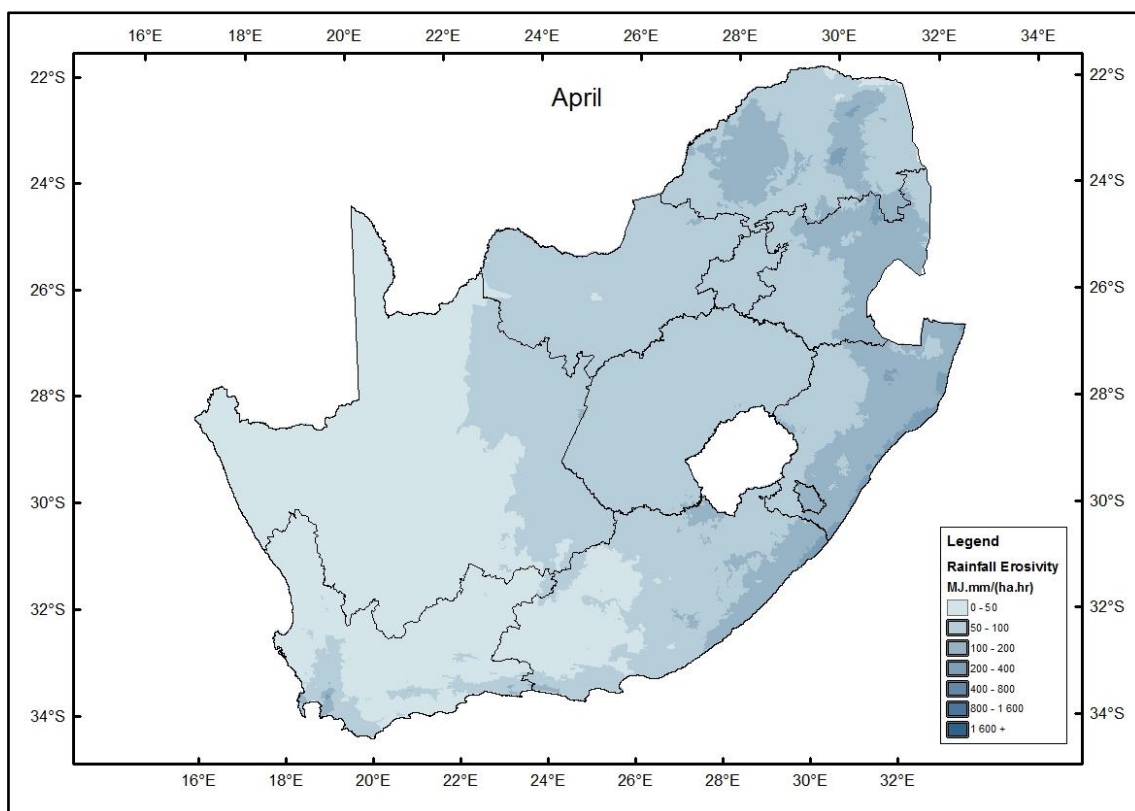 16°E 18°E 20°E 22°E 24°E 26°E 28°E 30°E 32°E 34°E
April
22°S 22°S
24°S 24°S
26°S 26°S
28°S 28°S
30°S 30°S
32°S 32°S
34°S 34°S
Legend
Rainfall Erosivity
MJ.mm/(ha.hr)
0 - 50
50 - 100
100 - 200
200 - 400
400 - 800
800 - 1 600
1 600 +
16°E 18°E 20°E 22°E 24°E 26°E 28°E 30°E 32°E